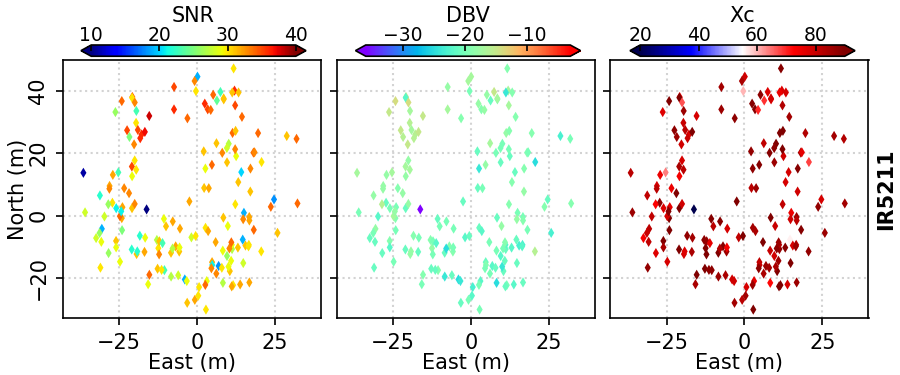 SNR DBV Xc
10 20 30 40 −30 −20 −10 20 40 60 80
40
20
0
−20
North (m)
−25 0 25 −25 0 25 −25 0 25
East (m) East (m) East (m)
IR5211